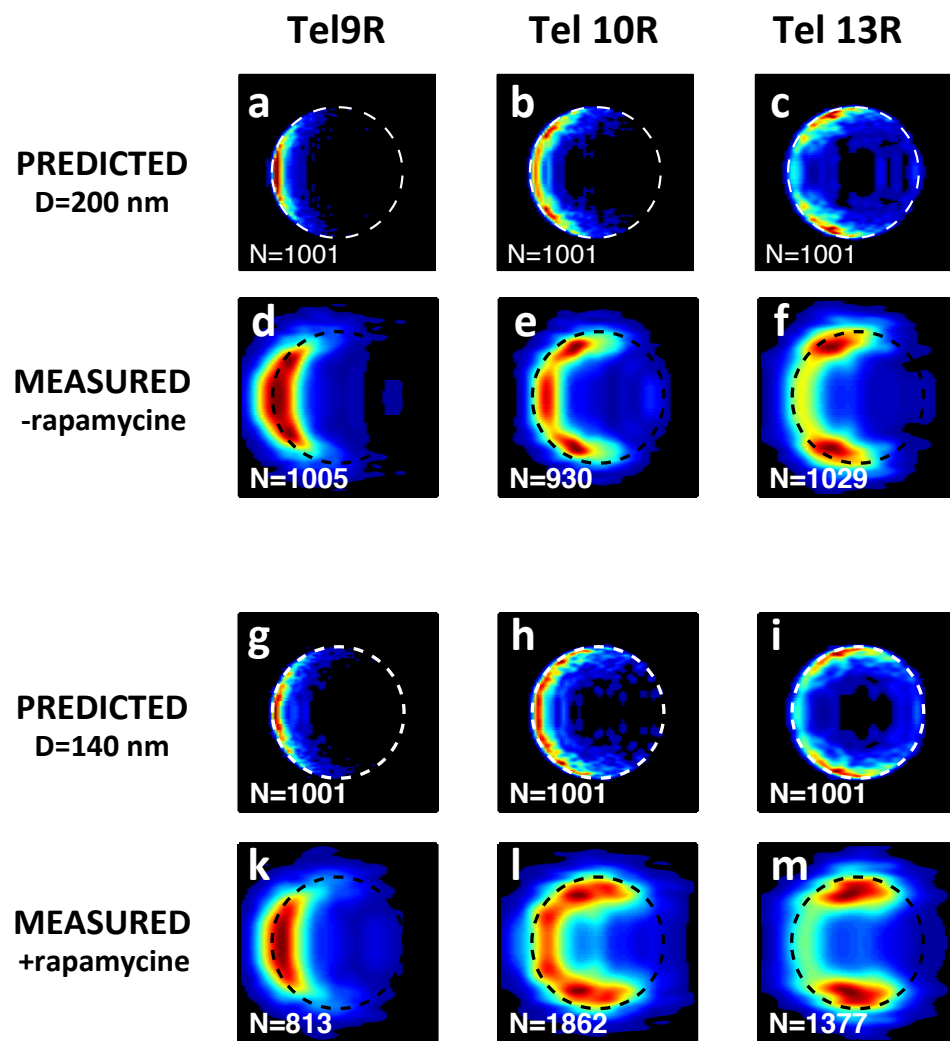 Tel9R Tel 10R Tel 13R
a b c
PREDICTED
D=200 nm
N=1001 N=1001 N=1001
d e f
MEASURED
-rapamycine
N=1005 N=930 N=1029
g h i
PREDICTED
D=140 nm
N=1001 N=1001 N=1001
k l m
MEASURED
+rapamycine
N=813 N=1862 N=1377